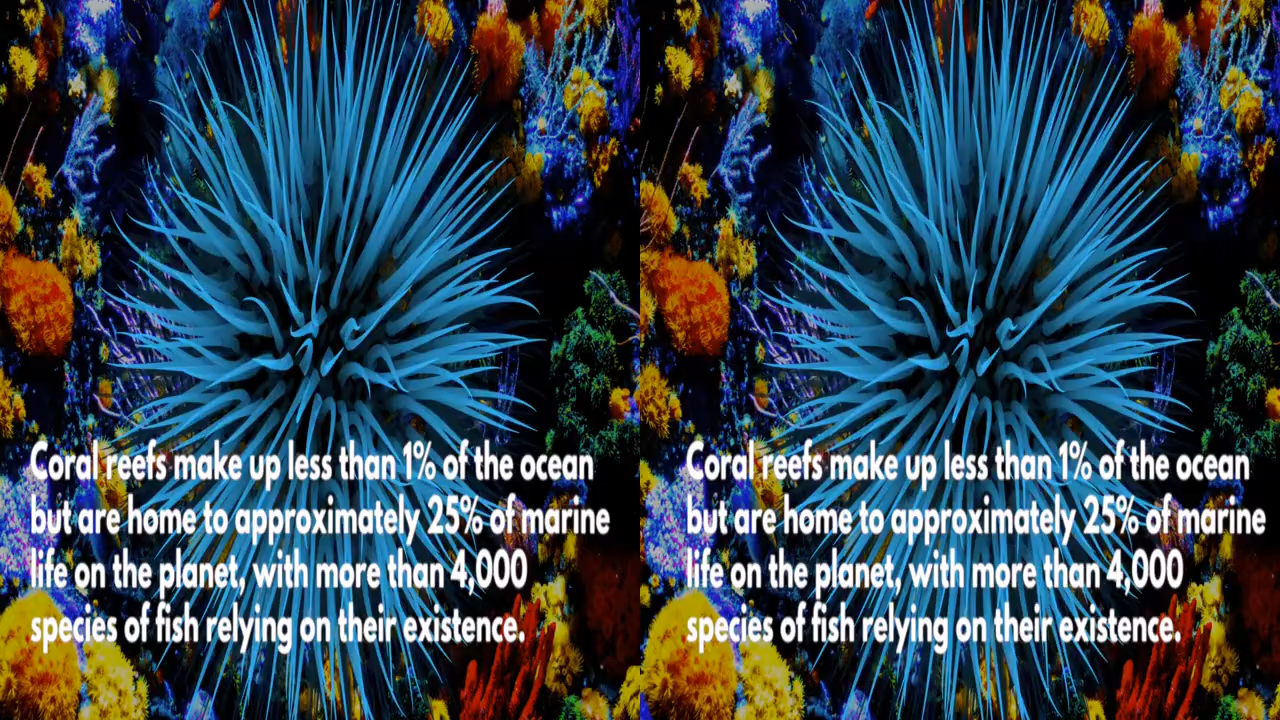 Coral reefs make up less than 1% of the ocean
but are home to approximately 25% of marine
life on the planet, with more than 4,000
species of fish relying on their existence.
Coral reefs make up less than 1% of the ocean
but are home to approximately 25% of marine
life on the planet, with more than 4,000
species of fish relying on their existence.